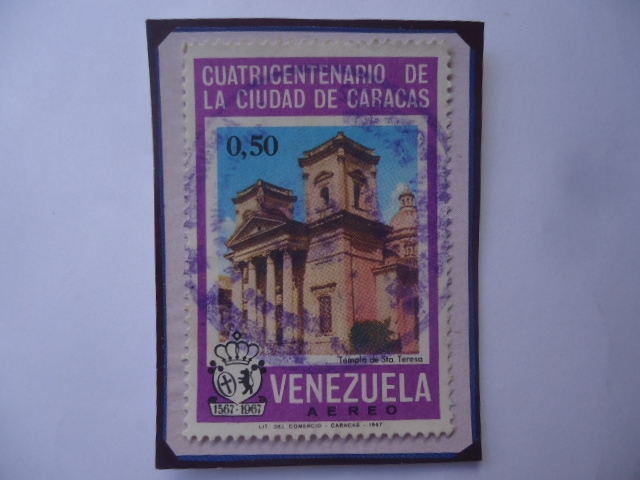 CUATRICENTENARIO DE
LA CIUDAD DE CARACAS
0,50
Templo de Sta. Teresa
1567-1967
VENEZUELA
AEREO
LIT. DEL COMERCIO - CARACAS - 1967